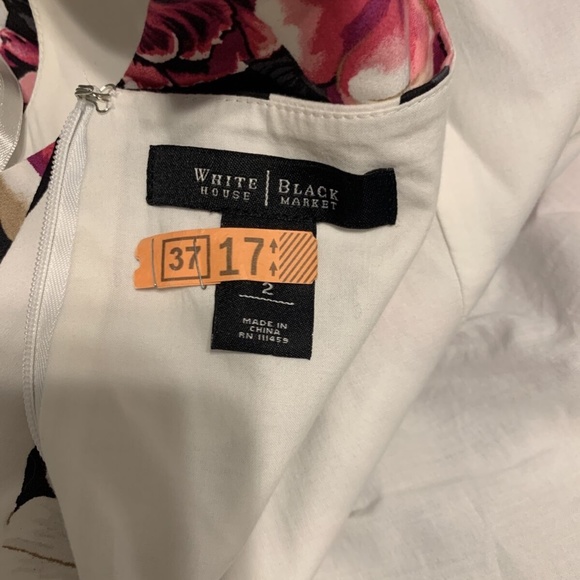 WHITE | BLACK
HOUSE | MARKET
37 17
2
MADE IN
CHINA
RN 111459